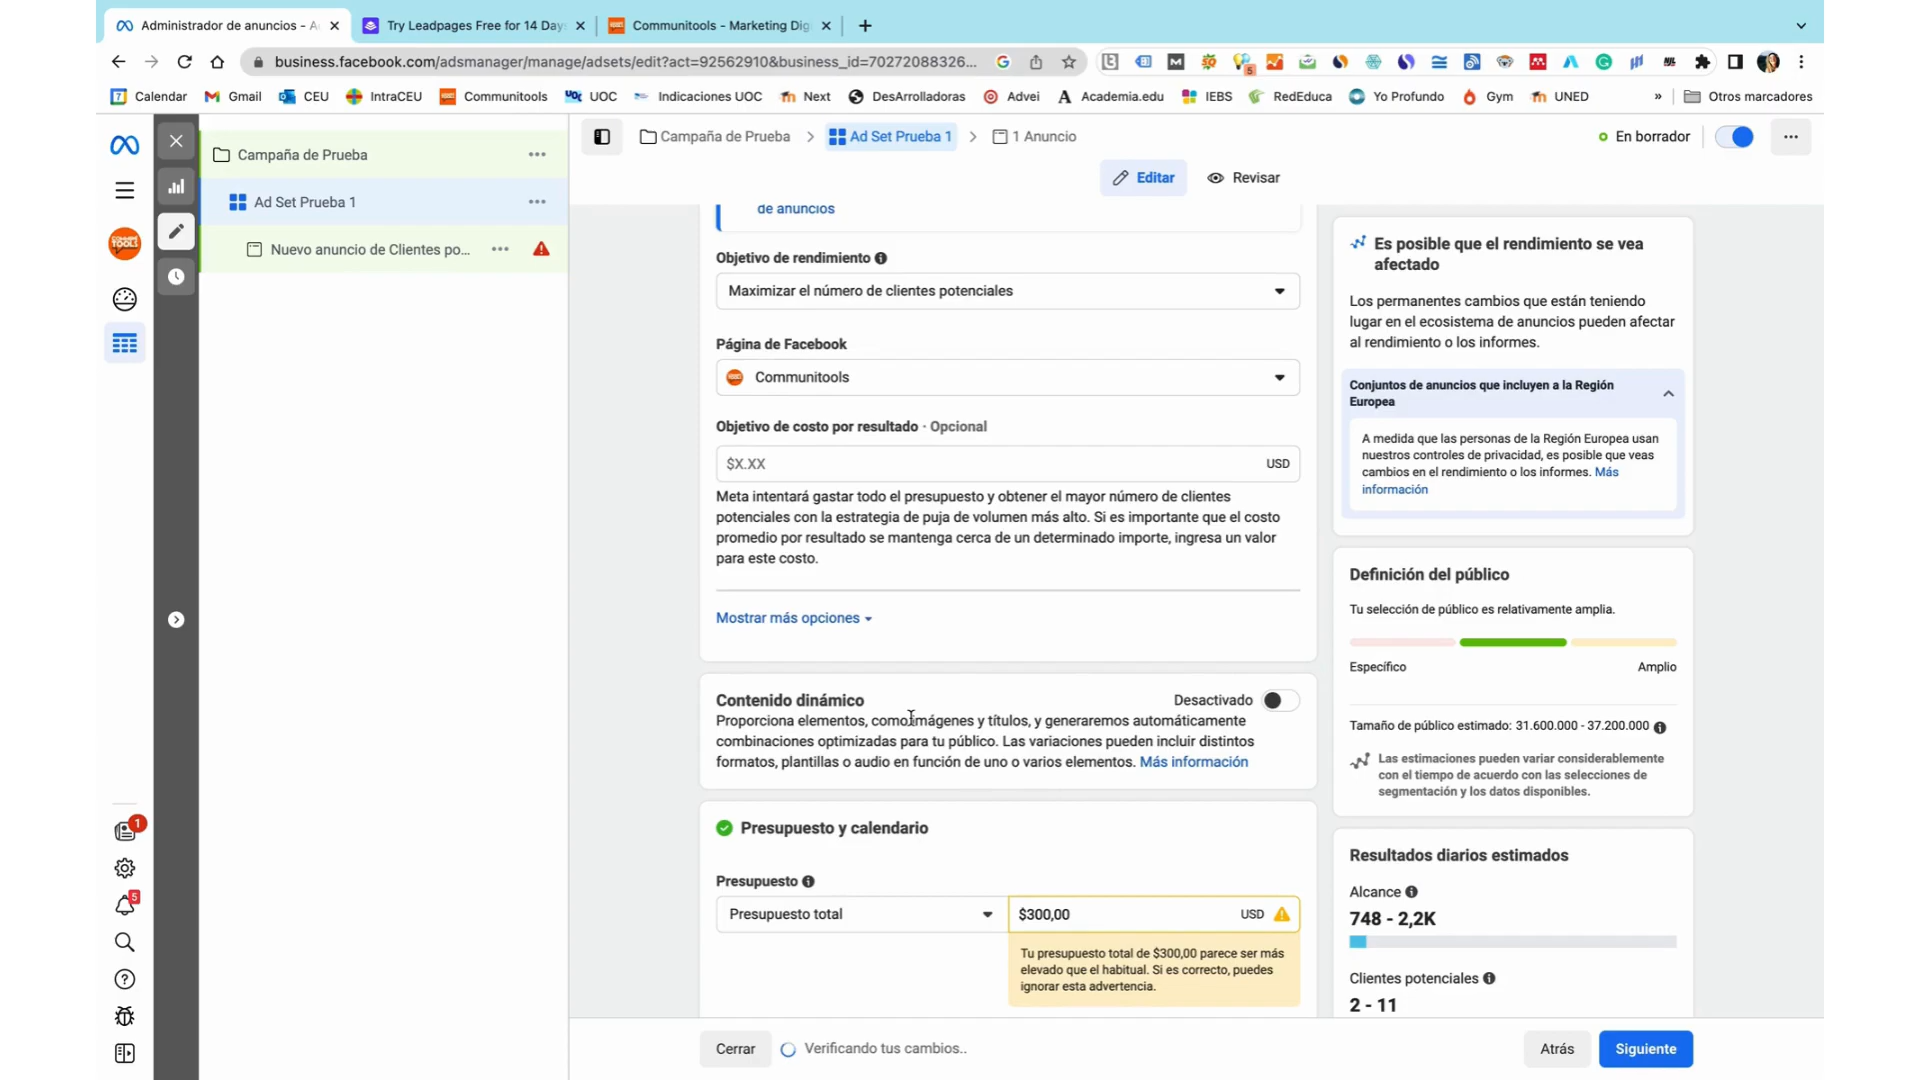 Administrador de anuncios - A
Try Leadpages Free for 14 Days
Communitools - Marketing Dig
business.facebook.com/adsmanager/manage/adsets/edit?act=92562910&business_id=70272088326...
Calendar
Gmail
CEU
IntraCEU
Communitools
UOC
Indicaciones UOC
Next
DesArrolladoras
Advei
Academia.edu
IEBS
RedEduca
Yo Profundo
Gym
UNED
»
Otros marcadores
Campaña de Prueba
Ad Set Prueba 1
Nuevo anuncio de Clientes po...
Campaña de Prueba
Ad Set Prueba 1
1 Anuncio
En borrador
Editar
Revisar
de anuncios
Objetivo de rendimiento
Maximizar el número de clientes potenciales
Página de Facebook
Communitools
Objetivo de costo por resultado · Opcional
$X.XX USD
Meta intentará gastar todo el presupuesto y obtener el mayor número de clientes
potenciales con la estrategia de puja de volumen más alto. Si es importante que el costo
promedio por resultado se mantenga cerca de un determinado importe, ingresa un valor
para este costo.
Mostrar más opciones
Contenido dinámico
Desactivado
Proporciona elementos, como imágenes y títulos, y generaremos automáticamente
combinaciones optimizadas para tu público. Las variaciones pueden incluir distintos
formatos, plantillas o audio en función de uno o varios elementos. Más información
Presupuesto y calendario
Presupuesto
Presupuesto total
$300,00 USD
Tu presupuesto total de $300,00 parece ser más
elevado que el habitual. Si es correcto, puedes
ignorar esta advertencia.
Es posible que el rendimiento se vea
afectado
Los permanentes cambios que están teniendo
lugar en el ecosistema de anuncios pueden afectar
al rendimiento o los informes.
Conjuntos de anuncios que incluyen a la Región
Europea
A medida que las personas de la Región Europea usan
nuestros controles de privacidad, es posible que veas
cambios en el rendimiento o los informes. Más
información
Definición del público
Tu selección de público es relativamente amplia.
Específico
Amplio
Tamaño de público estimado: 31.600.000 - 37.200.000
Las estimaciones pueden variar considerablemente
con el tiempo de acuerdo con las selecciones de
segmentación y los datos disponibles.
Resultados diarios estimados
Alcance
748 - 2,2K
Clientes potenciales
2 - 11
1
5
Cerrar
Verificando tus cambios..
Atrás
Siguiente